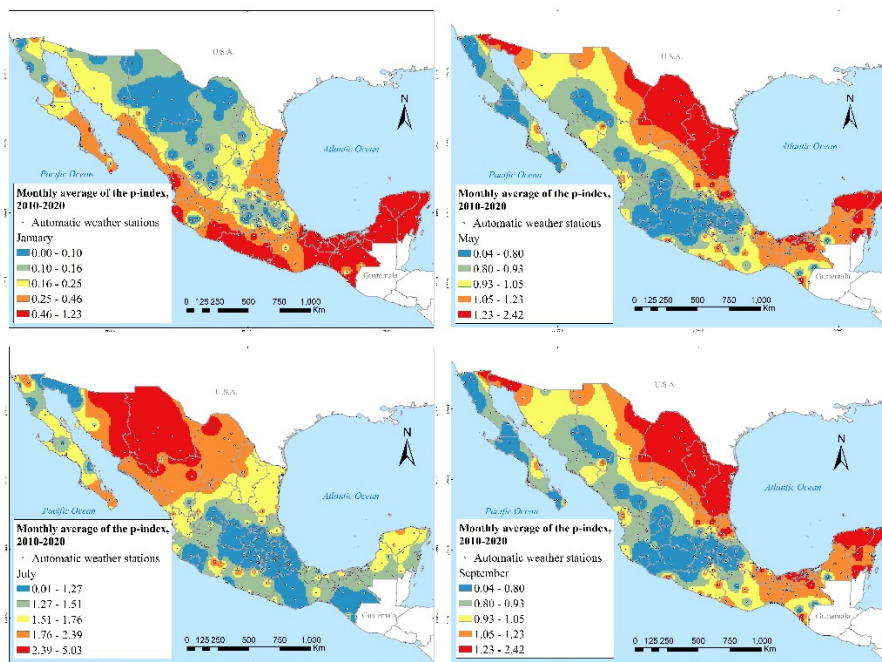 U.S.A.
N
Atlantic Ocean
Pacific Ocean
Monthly average of the p-index,
2010-2020
Automatic weather stations
January
0.00 - 0.10
0.10 - 0.16
0.16 - 0.25
0.25 - 0.46
0.46 - 1.23
Guatemala
0 125 250 500 750 1,000
Km
U.S.A.
N
Atlantic Ocean
Pacific Ocean
Monthly average of the p-index,
2010-2020
Automatic weather stations
May
0.04 - 0.80
0.80 - 0.93
0.93 - 1.05
1.05 - 1.23
1.23 - 2.42
Guatemala
0 125 250 500 750 1,000
Km
U.S.A.
N
Atlantic Ocean
Pacific Ocean
Monthly average of the p-index,
2010-2020
Automatic weather stations
July
0.01 - 1.27
1.27 - 1.51
1.51 - 1.76
1.76 - 2.39
2.39 - 5.03
Guatemala
0 125 250 500 750 1,000
Km
U.S.A.
N
Atlantic Ocean
Pacific Ocean
Monthly average of the p-index,
2010-2020
Automatic weather stations
September
0.04 - 0.80
0.80 - 0.93
0.93 - 1.05
1.05 - 1.23
1.23 - 2.42
Guatemala
0 125 250 500 750 1,000
Km